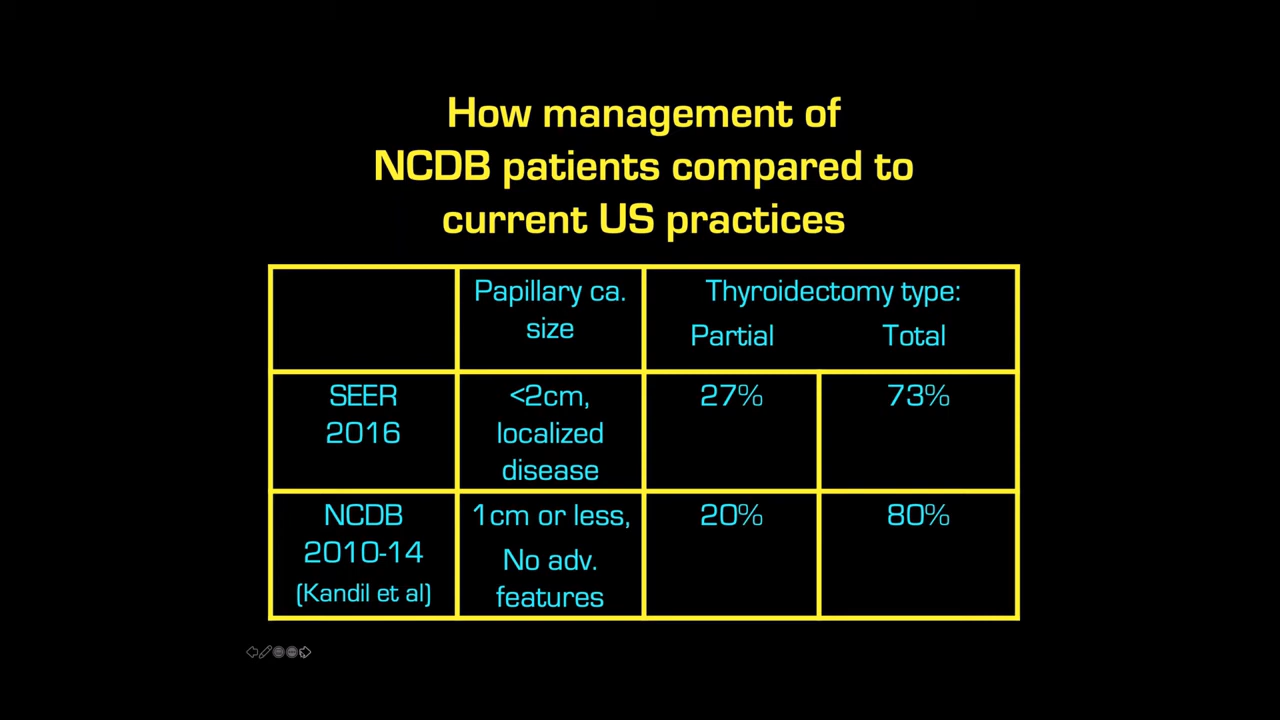 How management of
NCDB patients compared to
current US practices
Papillary ca.
size
Thyroidectomy type:
Partial Total
SEER
2016
<2cm,
localized
disease
27%
73%
NCDB
2010-14
(Kandil et al)
1cm or less,
No adv.
features
20%
80%